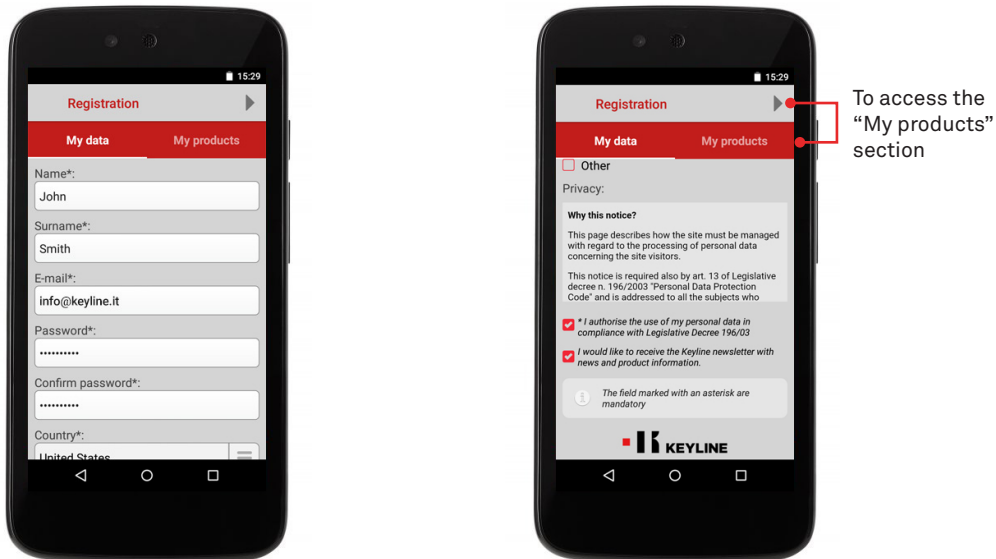 15:29
Registration
My data My products
Name*:
John
Surname*:
Smith
E-mail*:
info@keyline.it
Password*:
••••••••••
Confirm password*:
••••••••••
Country*:
United States
15:29
Registration
My data My products
Other
Privacy:
Why this notice?
This page describes how the site must be managed
with regard to the processing of personal data
concerning the site visitors.
This notice is required also by art. 13 of Legislative
decree n. 196/2003 "Personal Data Protection
Code" and is addressed to all the subjects who
* I authorise the use of my personal data in
compliance with Legislative Decree 196/03
I would like to receive the Keyline newsletter with
news and product information.
The field marked with an asterisk are
mandatory
KEYLINE
To access the
“My products”
section